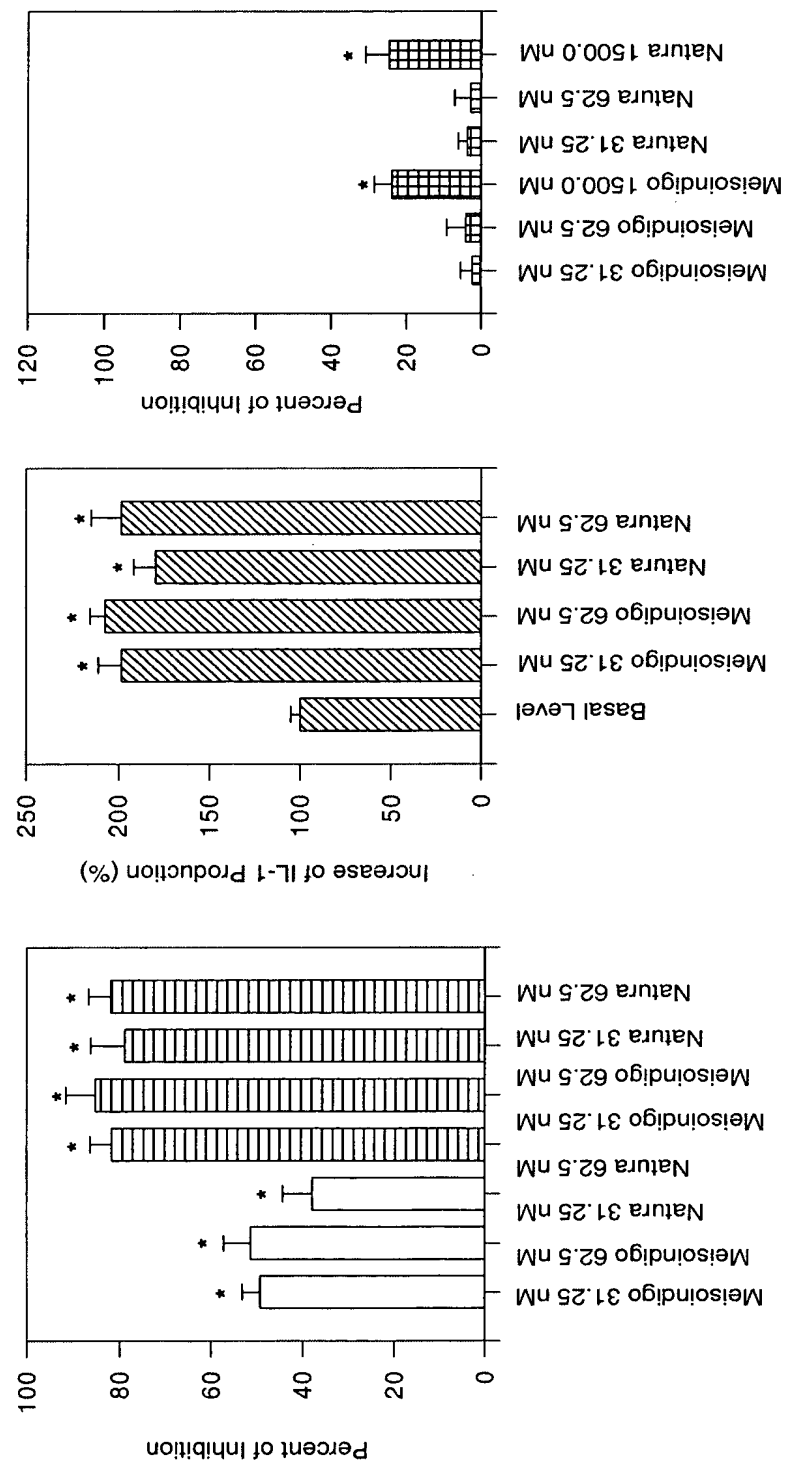 Percent of Inhibition
100
80
60
40
20
0
* * * * * * *
Meisoindigo 31.25 nM
Meisoindigo 62.5 nM
Natura 31.25 nM
Natura 62.5 nM
Meisoindigo 31.25 nM
Meisoindigo 62.5 nM
Natura 31.25 nM
Natura 62.5 nM
Increase of IL-1 Production (%)
250
200
150
100
50
0
* * * *
Basal Level
Meisoindigo 31.25 nM
Meisoindigo 62.5 nM
Natura 31.25 nM
Natura 62.5 nM
Percent of Inhibition
120
100
80
60
40
20
0
* *
Meisoindigo 31.25 nM
Meisoindigo 62.5 nM
Meisoindigo 1500.0 nM
Natura 31.25 nM
Natura 62.5 nM
Natura 1500.0 nM